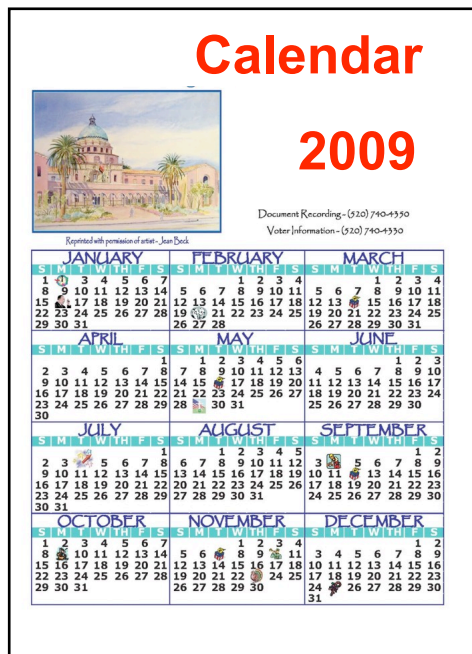 Calendar
2009
Document Recording - (520) 740-4350
Voter Information - (520) 740-4330
Reprinted with permission of artist - Jean Beck
JANUARY
S M T W TH F S
1 3 4 5 6 7
8 9 10 11 12 13 14
15 17 18 19 20 21
22 23 24 25 26 27 28
29 30 31
FEBRUARY
S M T W TH F S
1 2 3 4
5 6 7 8 9 10 11
12 13 14 15 16 17 18
19 21 22 23 24 25
26 27 28
MARCH
S M T W TH F S
1 2 3 4
5 6 7 8 9 10 11
12 13 15 16 17 18
19 20 21 22 23 24 25
26 27 28 29 30 31
APRIL
S M T W TH F S
1
2 3 4 5 6 7 8
9 10 11 12 13 14 15
16 17 18 19 20 21 22
23 24 25 26 27 28 29
30
MAY
S M T W TH F S
1 2 3 4 5 6
7 8 9 10 11 12 13
14 15 17 18 19 20
21 22 23 24 25 26 27
28 30 31
JUNE
S M T W TH F S
1 2 3
4 5 6 7 8 9 10
11 12 13 14 15 16 17
18 19 20 21 22 23 24
25 26 27 28 29 30
JULY
S M T W TH F S
1
2 3 5 6 7 8
9 10 11 12 13 14 15
16 17 18 19 20 21 22
23 24 25 26 27 28 29
30 31
AUGUST
S M T W TH F S
1 2 3 4 5
6 7 8 9 10 11 12
13 14 15 16 17 18 19
20 21 22 23 24 25 26
27 28 29 30 31
SEPTEMBER
S M T W TH F S
1 2
3 5 6 7 8 9
10 11 13 14 15 16
17 18 19 20 21 22 23
24 25 26 27 28 29 30
OCTOBER
S M T W TH F S
1 2 3 4 5 6 7
8 10 11 12 13 14
15 16 17 18 19 20 21
22 23 24 25 26 27 28
29 30 31
NOVEMBER
S M T W TH F S
1 2 3 4
5 6 8 9 11
12 13 14 15 16 17 18
19 20 21 22 24 25
26 27 28 29 30
DECEMBER
S M T W TH F S
1 2
3 4 5 6 7 8 9
10 11 12 13 14 15 16
17 18 19 20 21 22 23
24 26 27 28 29 30
31